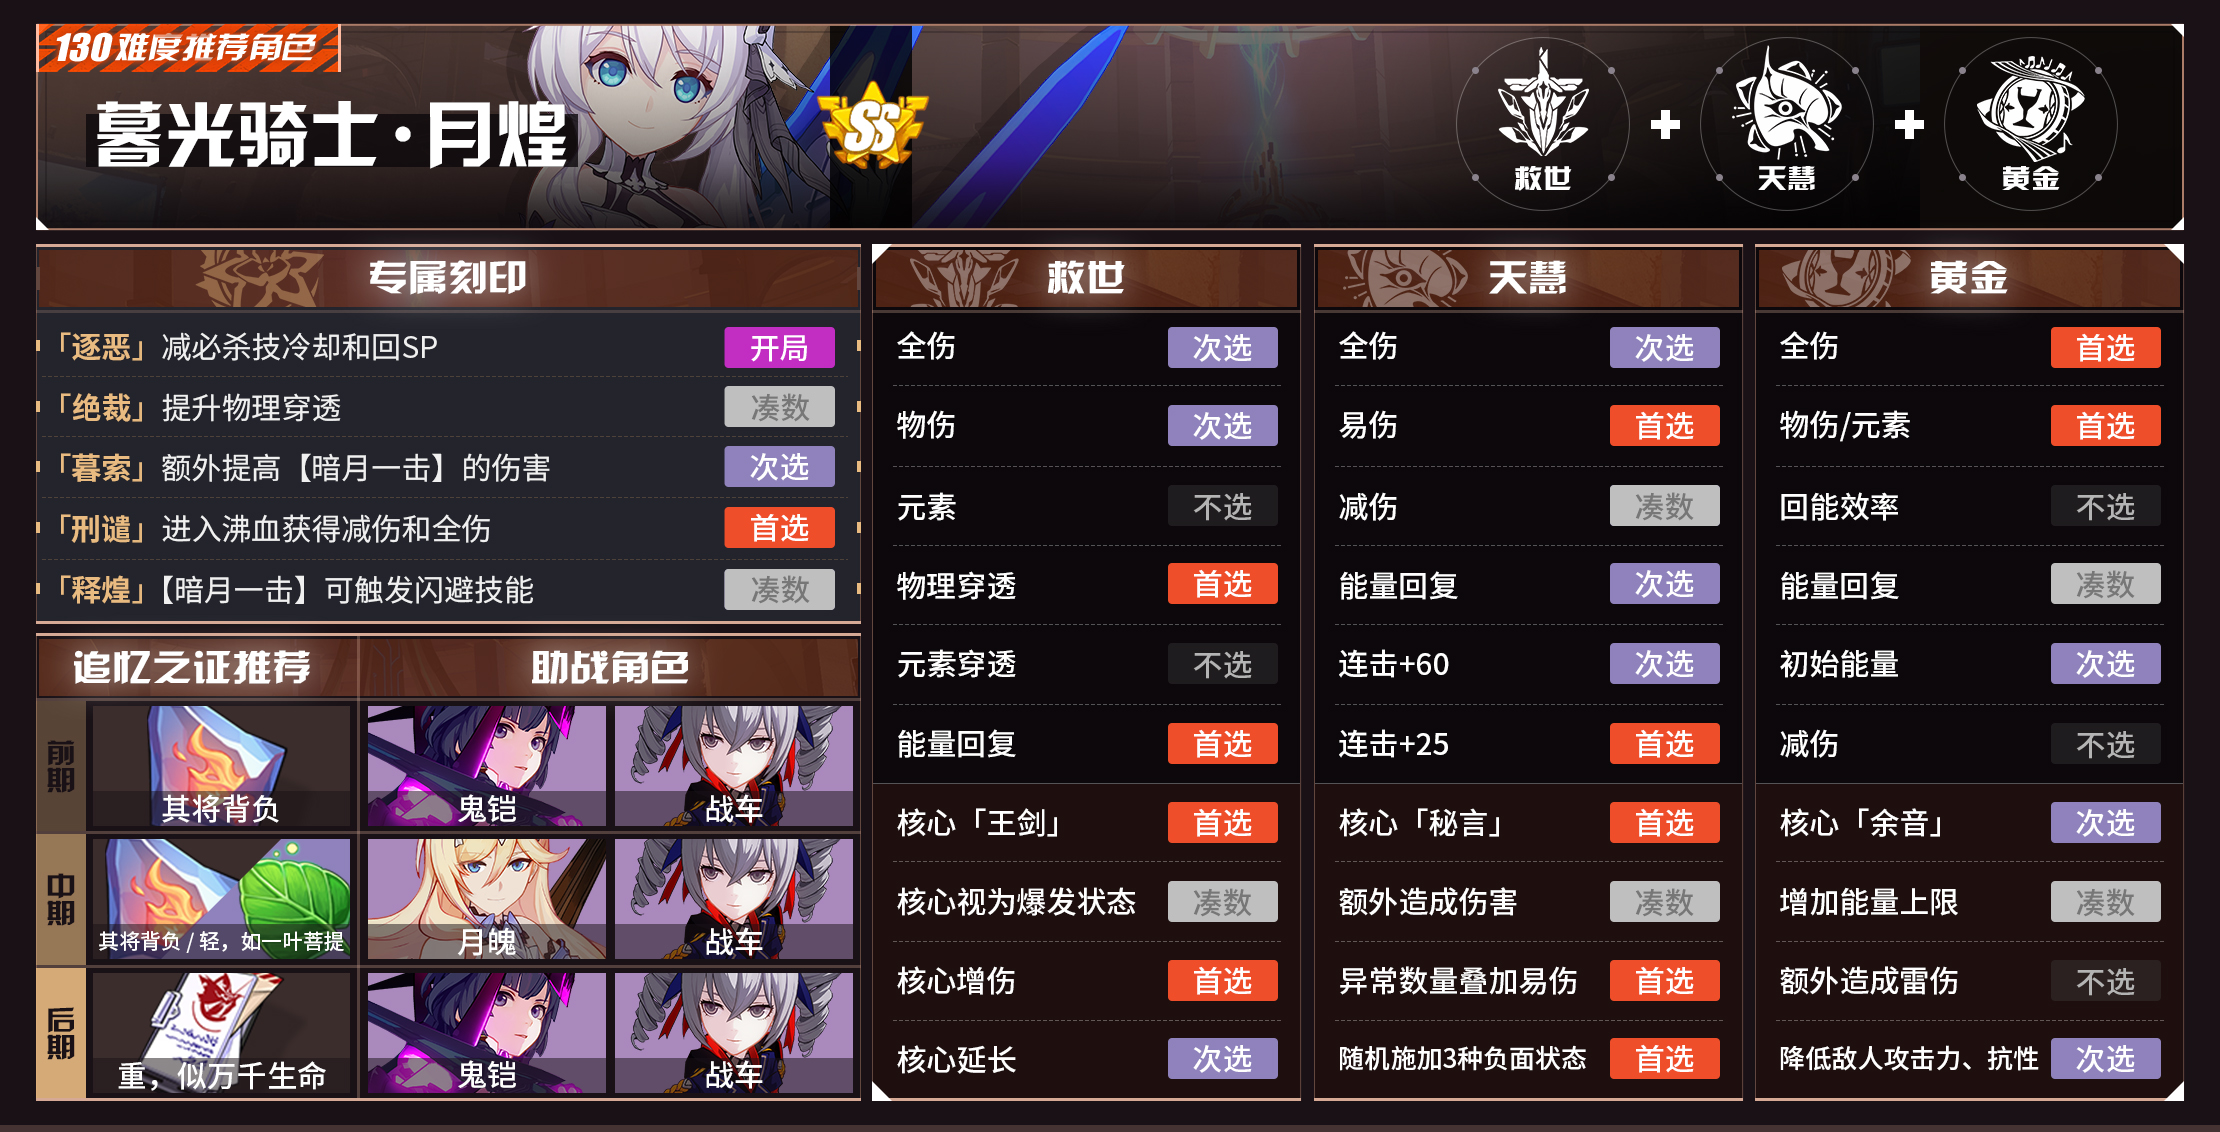 130难度推荐角色
暮光骑士·月煌
SS
救世
天慧
黄金
专属刻印
「逐恶」减必杀技冷却和回SP 开局
「绝裁」提升物理穿透 凑数
「暮索」额外提高【暗月一击】的伤害 次选
「刑谴」进入沸血获得减伤和全伤 首选
「释煌」【暗月一击】可触发闪避技能 凑数
追忆之证推荐
助战角色
前期
其将背负
鬼铠
战车
中期
其将背负 / 轻，如一叶菩提
月魄
战车
后期
重，似万千生命
鬼铠
战车
救世
全伤 次选
物伤 次选
元素 不选
物理穿透 首选
元素穿透 不选
能量回复 首选
核心「王剑」 首选
核心视为爆发状态 凑数
核心增伤 首选
核心延长 次选
天慧
全伤 次选
易伤 首选
减伤 凑数
能量回复 次选
连击+60 次选
连击+25 首选
核心「秘言」 首选
额外造成伤害 凑数
异常数量叠加易伤 首选
随机施加3种负面状态 首选
黄金
全伤 首选
物伤/元素 首选
回能效率 不选
能量回复 凑数
初始能量 次选
减伤 不选
核心「余音」 次选
增加能量上限 凑数
额外造成雷伤 不选
降低敌人攻击力、抗性 次选